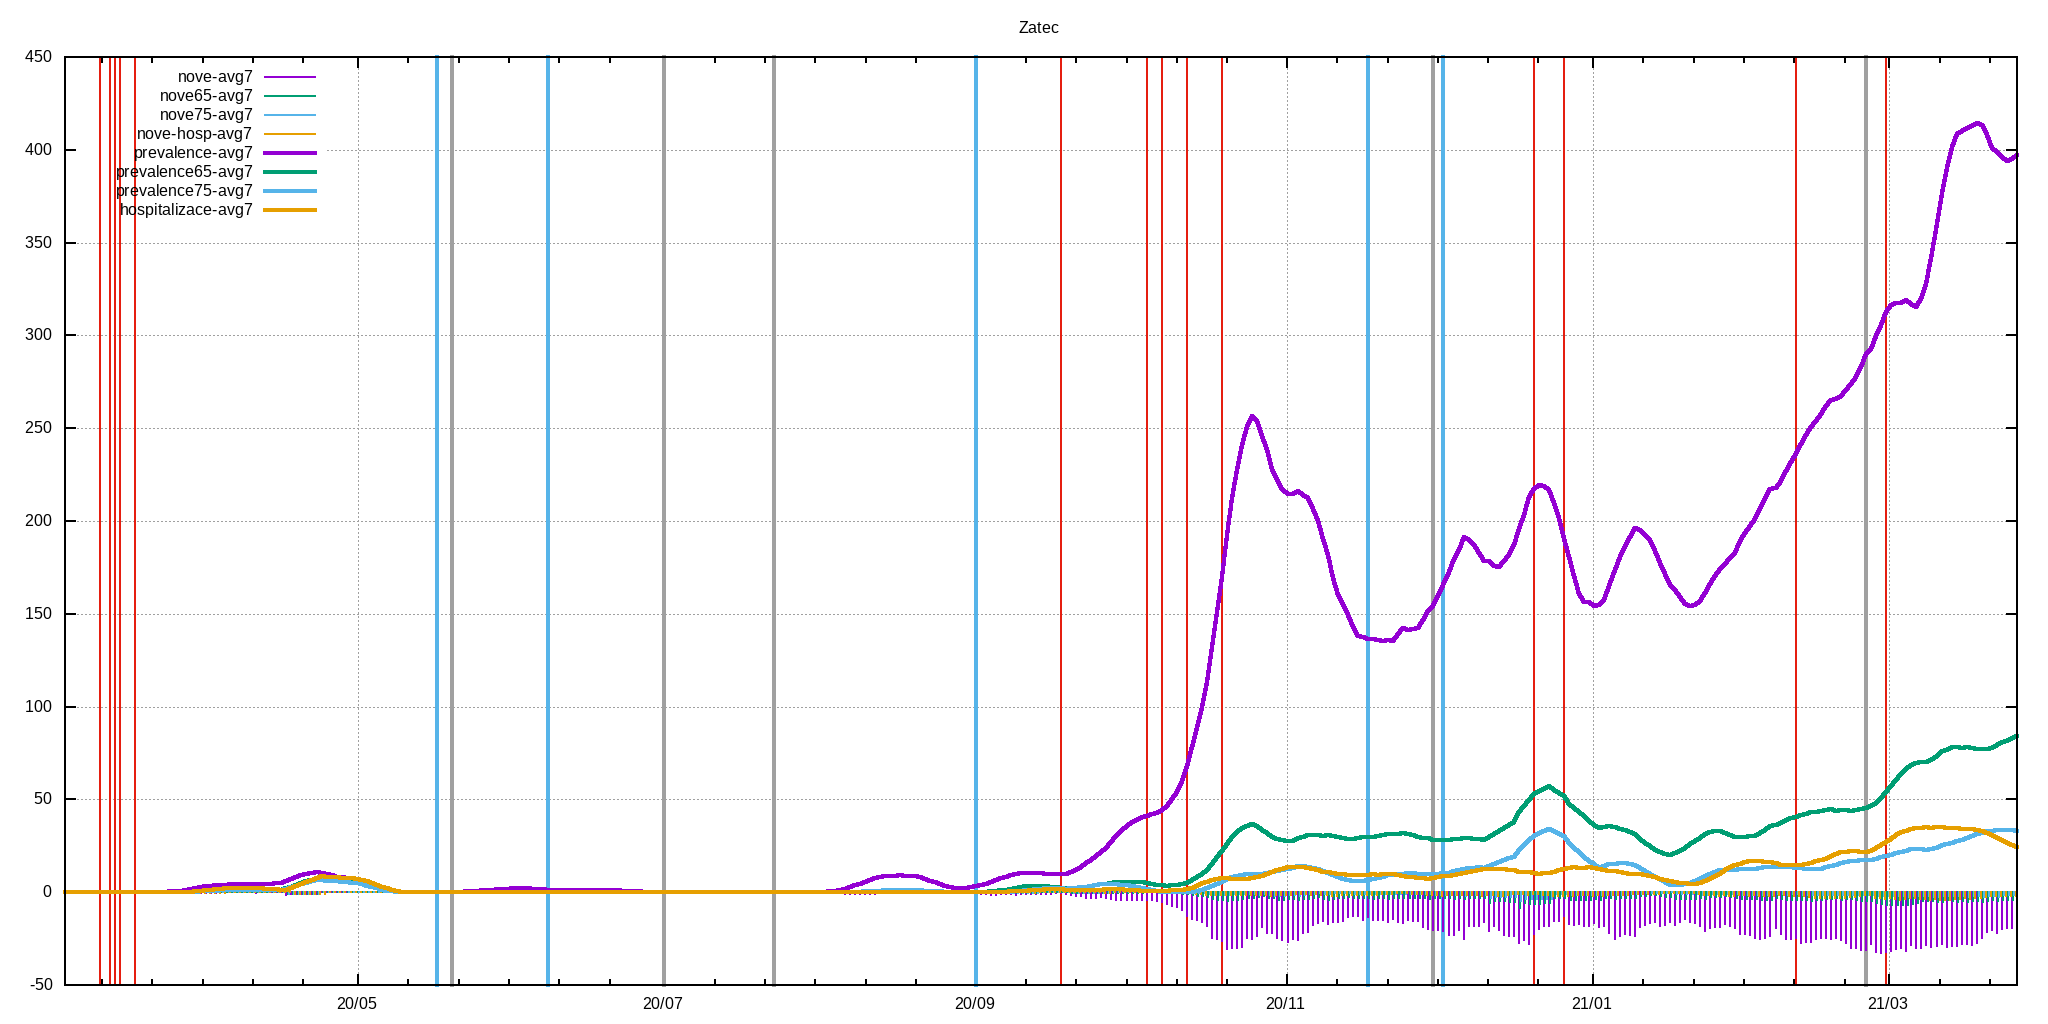 Zatec
450
400
350
300
250
200
150
100
50
0
-50
nove-avg7
nove65-avg7
nove75-avg7
nove-hosp-avg7
prevalence-avg7
prevalence65-avg7
prevalence75-avg7
hospitalizace-avg7
20/05
20/07
20/09
20/11
21/01
21/03